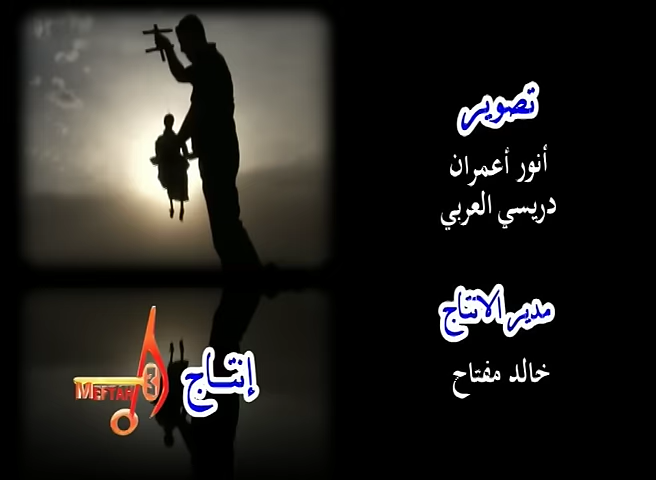 تصوير
أنور أعمران
دريسي العربي
مدير الانتاج
خالد مفتاح
إنتاج
MEFTAH